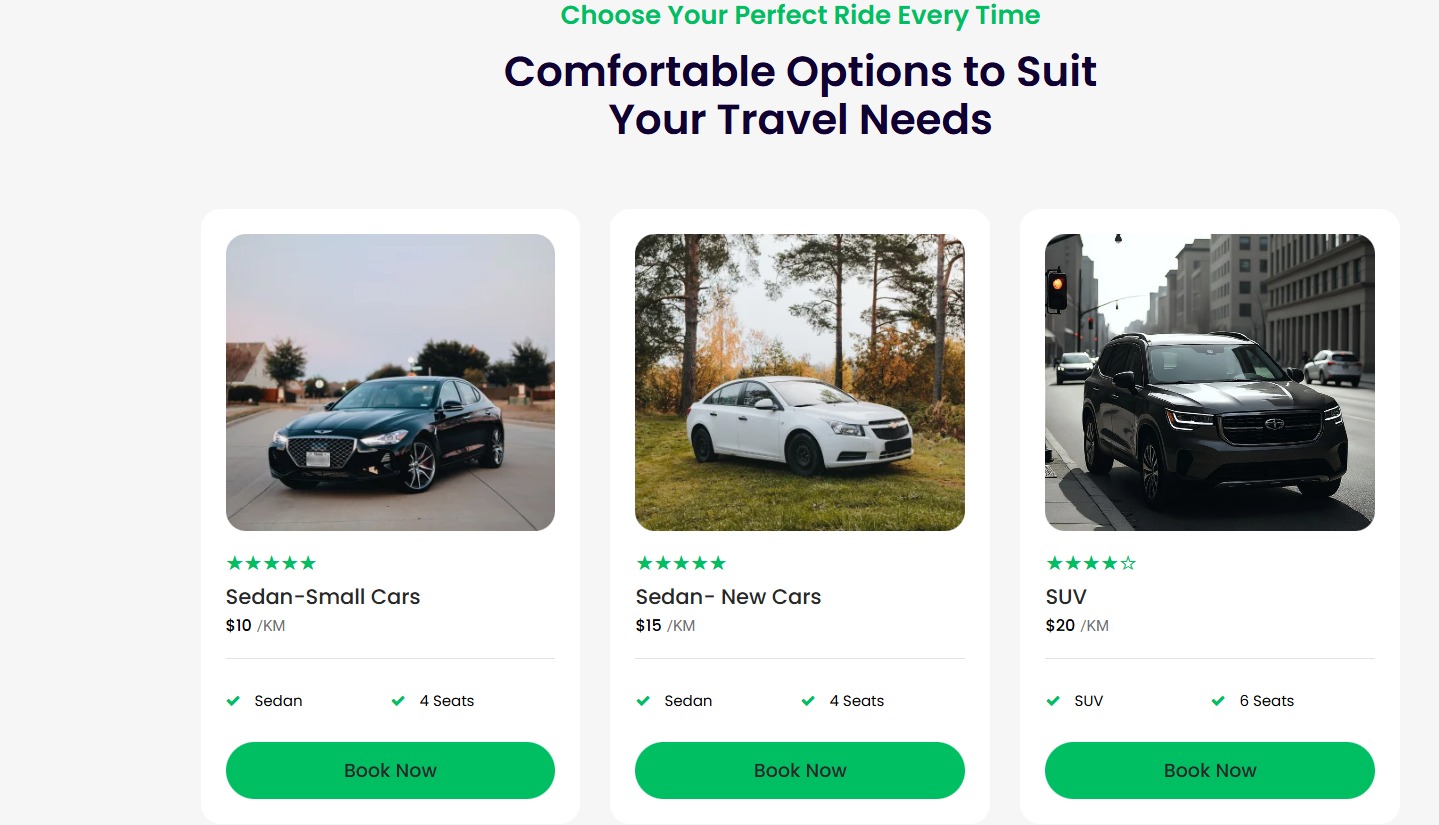 Choose Your Perfect Ride Every Time
Comfortable Options to Suit
Your Travel Needs
★★★★★
Sedan-Small Cars
$10 /KM
Sedan
4 Seats
Book Now
★★★★★
Sedan- New Cars
$15 /KM
Sedan
4 Seats
Book Now
★★★★☆
SUV
$20 /KM
SUV
6 Seats
Book Now